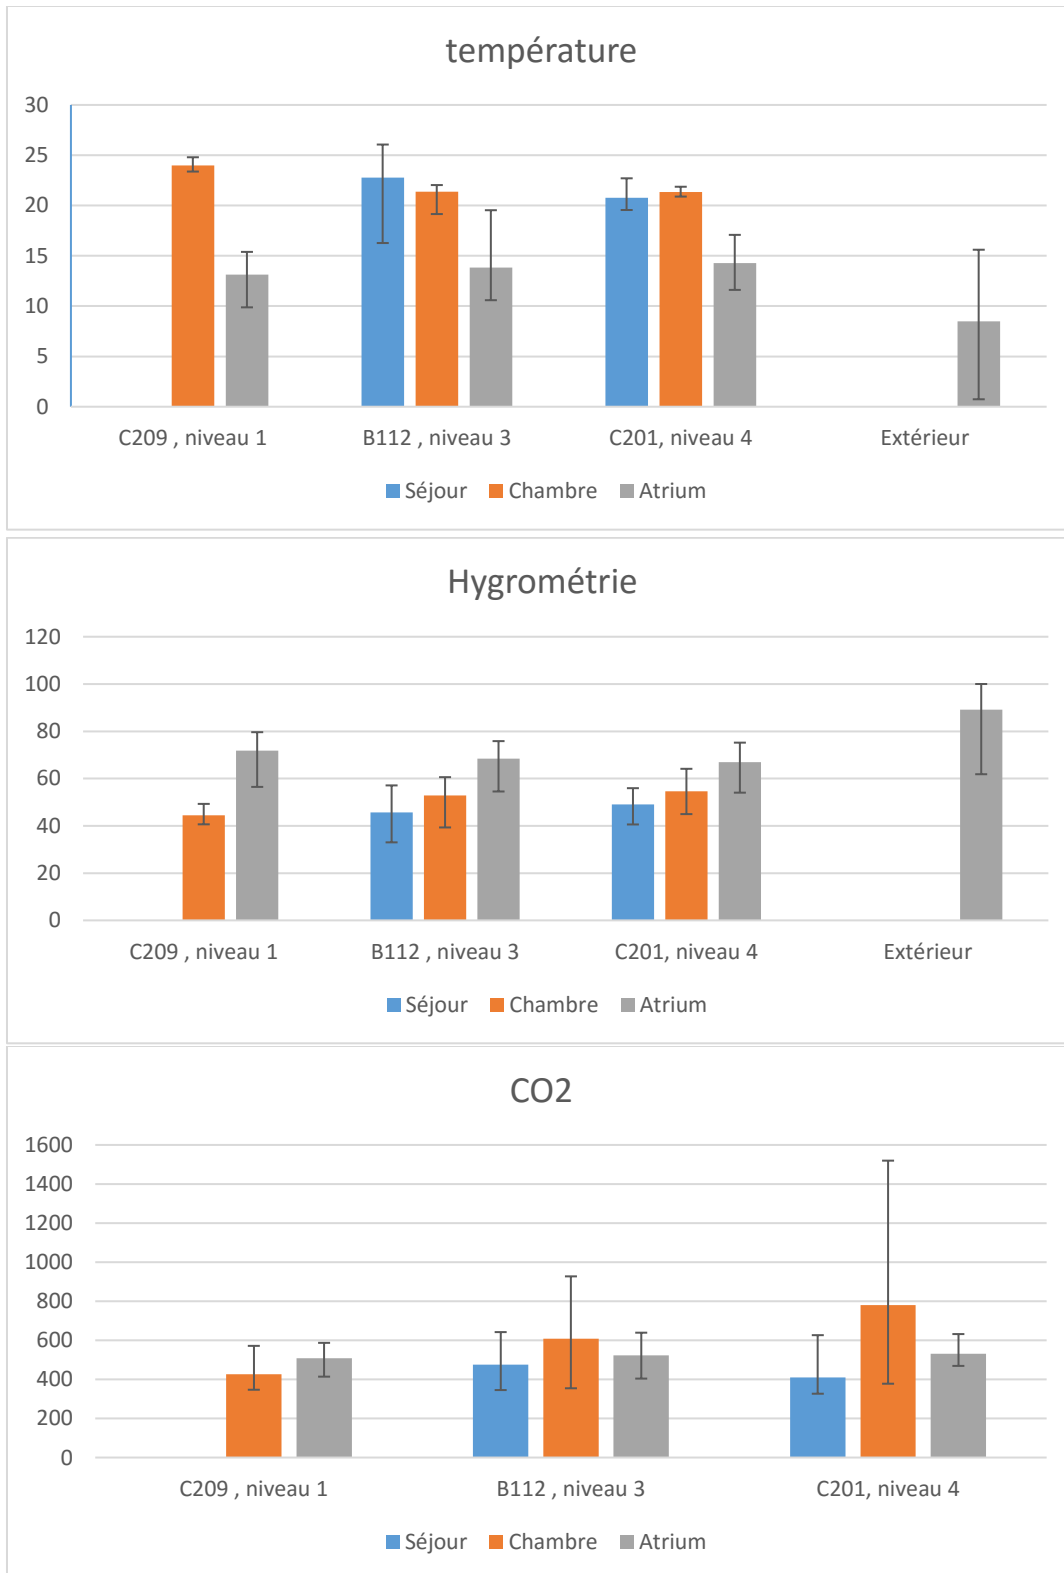 température
30
25
20
15
10
5
0
C209 , niveau 1 B112 , niveau 3 C201, niveau 4 Extérieur
Séjour Chambre Atrium
Hygrométrie
120
100
80
60
40
20
0
C209 , niveau 1 B112 , niveau 3 C201, niveau 4 Extérieur
Séjour Chambre Atrium
CO2
1600
1400
1200
1000
800
600
400
200
0
C209 , niveau 1 B112 , niveau 3 C201, niveau 4
Séjour Chambre Atrium